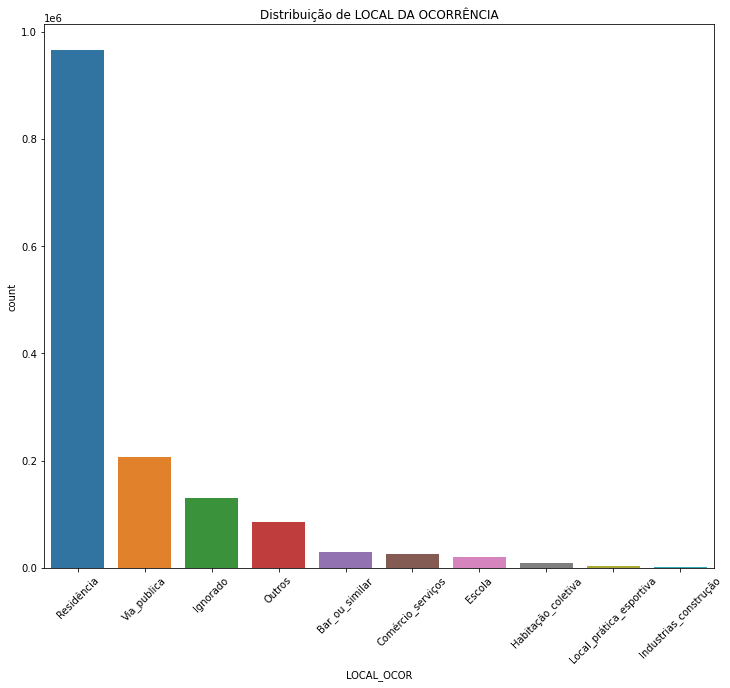 Distribuição de LOCAL DA OCORRÊNCIA
1e6
1.0
0.8
0.6
0.4
0.2
0.0
count
Residência
Via_publica
Ignorado
Outros
Bar_ou_similar
Comércio_serviços
Escola
Habitação_coletiva
Local_prática_esportiva
Industrias_construção
LOCAL_OCOR